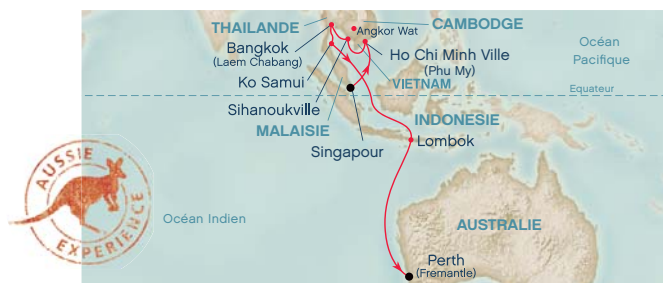 THAILANDE
CAMBODGE
Angkor Wat
Bangkok
(Laem Chabang)
Ho Chi Minh Ville
(Phu My)
Océan
Pacifique
Ko Samui
VIETNAM
Equateur
Sihanoukville
MALAISIE
INDONESIE
Singapour
Lombok
AUSSIE
EXPERIENCE
Océan Indien
AUSTRALIE
Perth
(Fremantle)